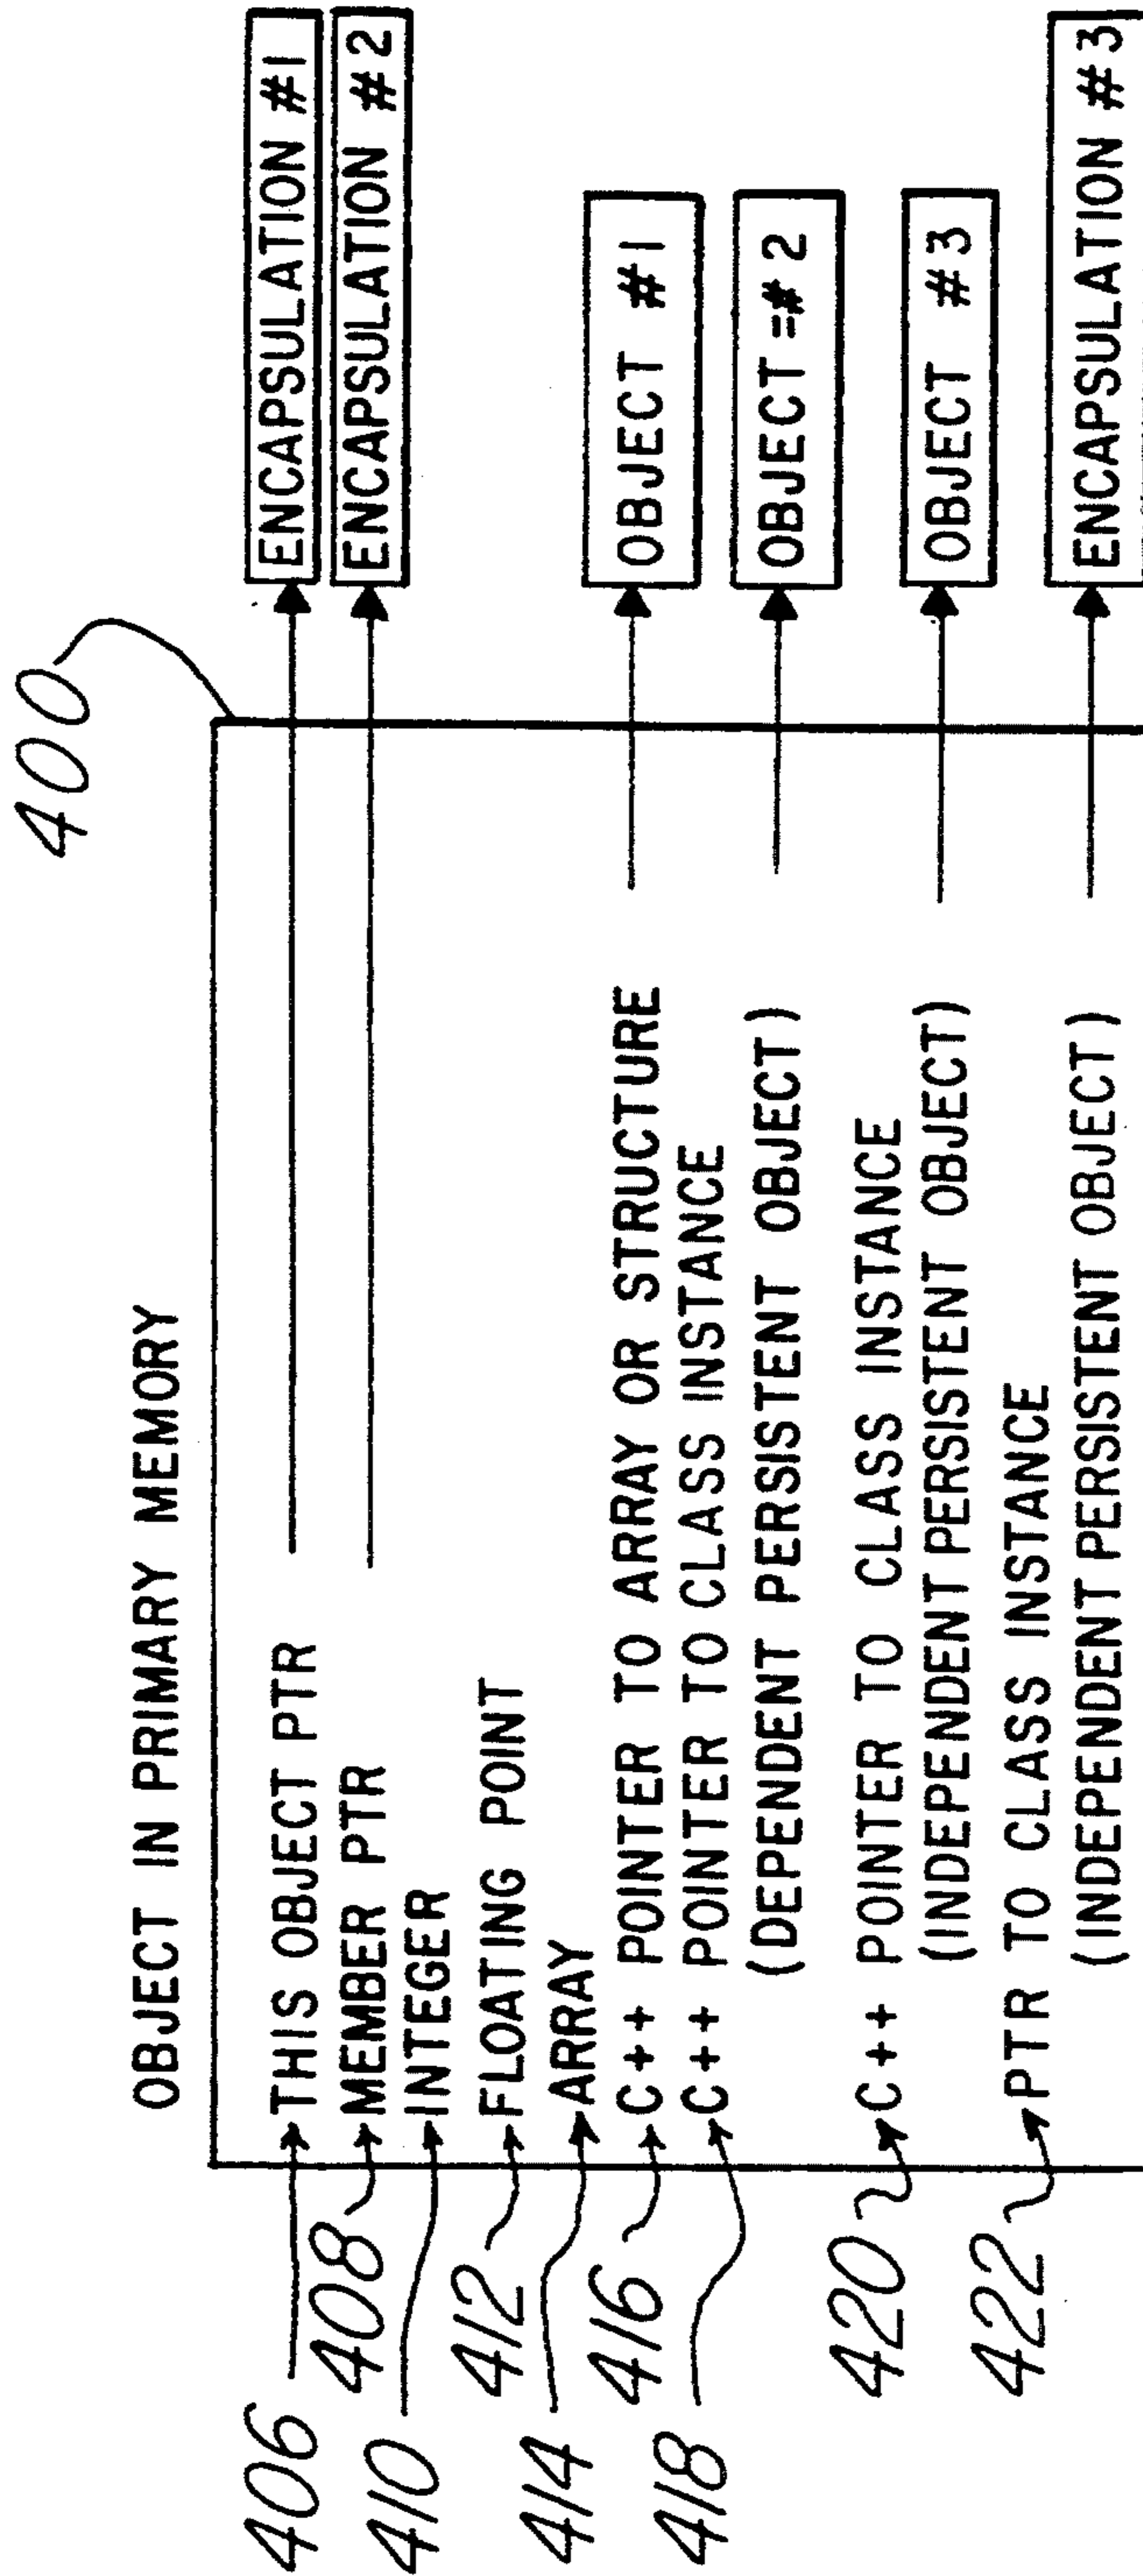 400
OBJECT IN PRIMARY MEMORY
406 THIS OBJECT PTR ENCAPSULATION #1
408 MEMBER PTR ENCAPSULATION #2
410 INTEGER
412 FLOATING POINT
414 ARRAY
416 C++ POINTER TO ARRAY OR STRUCTURE OBJECT #1
418 C++ POINTER TO CLASS INSTANCE
(DEPENDENT PERSISTENT OBJECT) OBJECT =# 2
420 C++ POINTER TO CLASS INSTANCE
(INDEPENDENT PERSISTENT OBJECT) OBJECT #3
422 PTR TO CLASS INSTANCE
(INDEPENDENT PERSISTENT OBJECT) ENCAPSULATION #3